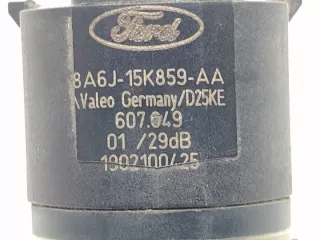 Ford
8A6J-15K859-AA
Valeo Germany/D25KE
607.049
01 /29dB
1902100425